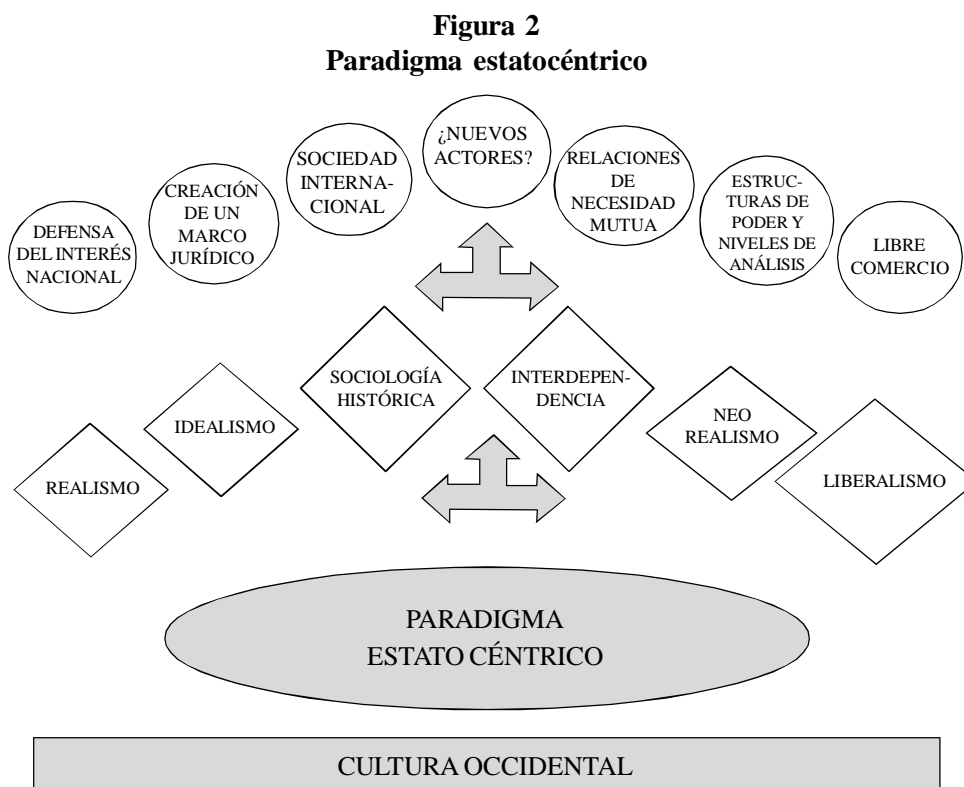 Figura 2
Paradigma estatocéntrico
DEFENSA
DEL INTERÉS
NACIONAL
CREACIÓN
DE UN
MARCO
JURÍDICO
SOCIEDAD
INTERNA-
CIONAL
¿NUEVOS
ACTORES?
RELACIONES
DE
NECESIDAD
MUTUA
ESTRUC-
TURAS DE
PODER Y
NIVELES DE
ANÁLISIS
LIBRE
COMERCIO
REALISMO
IDEALISMO
SOCIOLOGÍA
HISTÓRICA
INTERDEPEN-
DENCIA
NEO
REALISMO
LIBERALISMO
PARADIGMA
ESTATO CÉNTRICO
CULTURA OCCIDENTAL